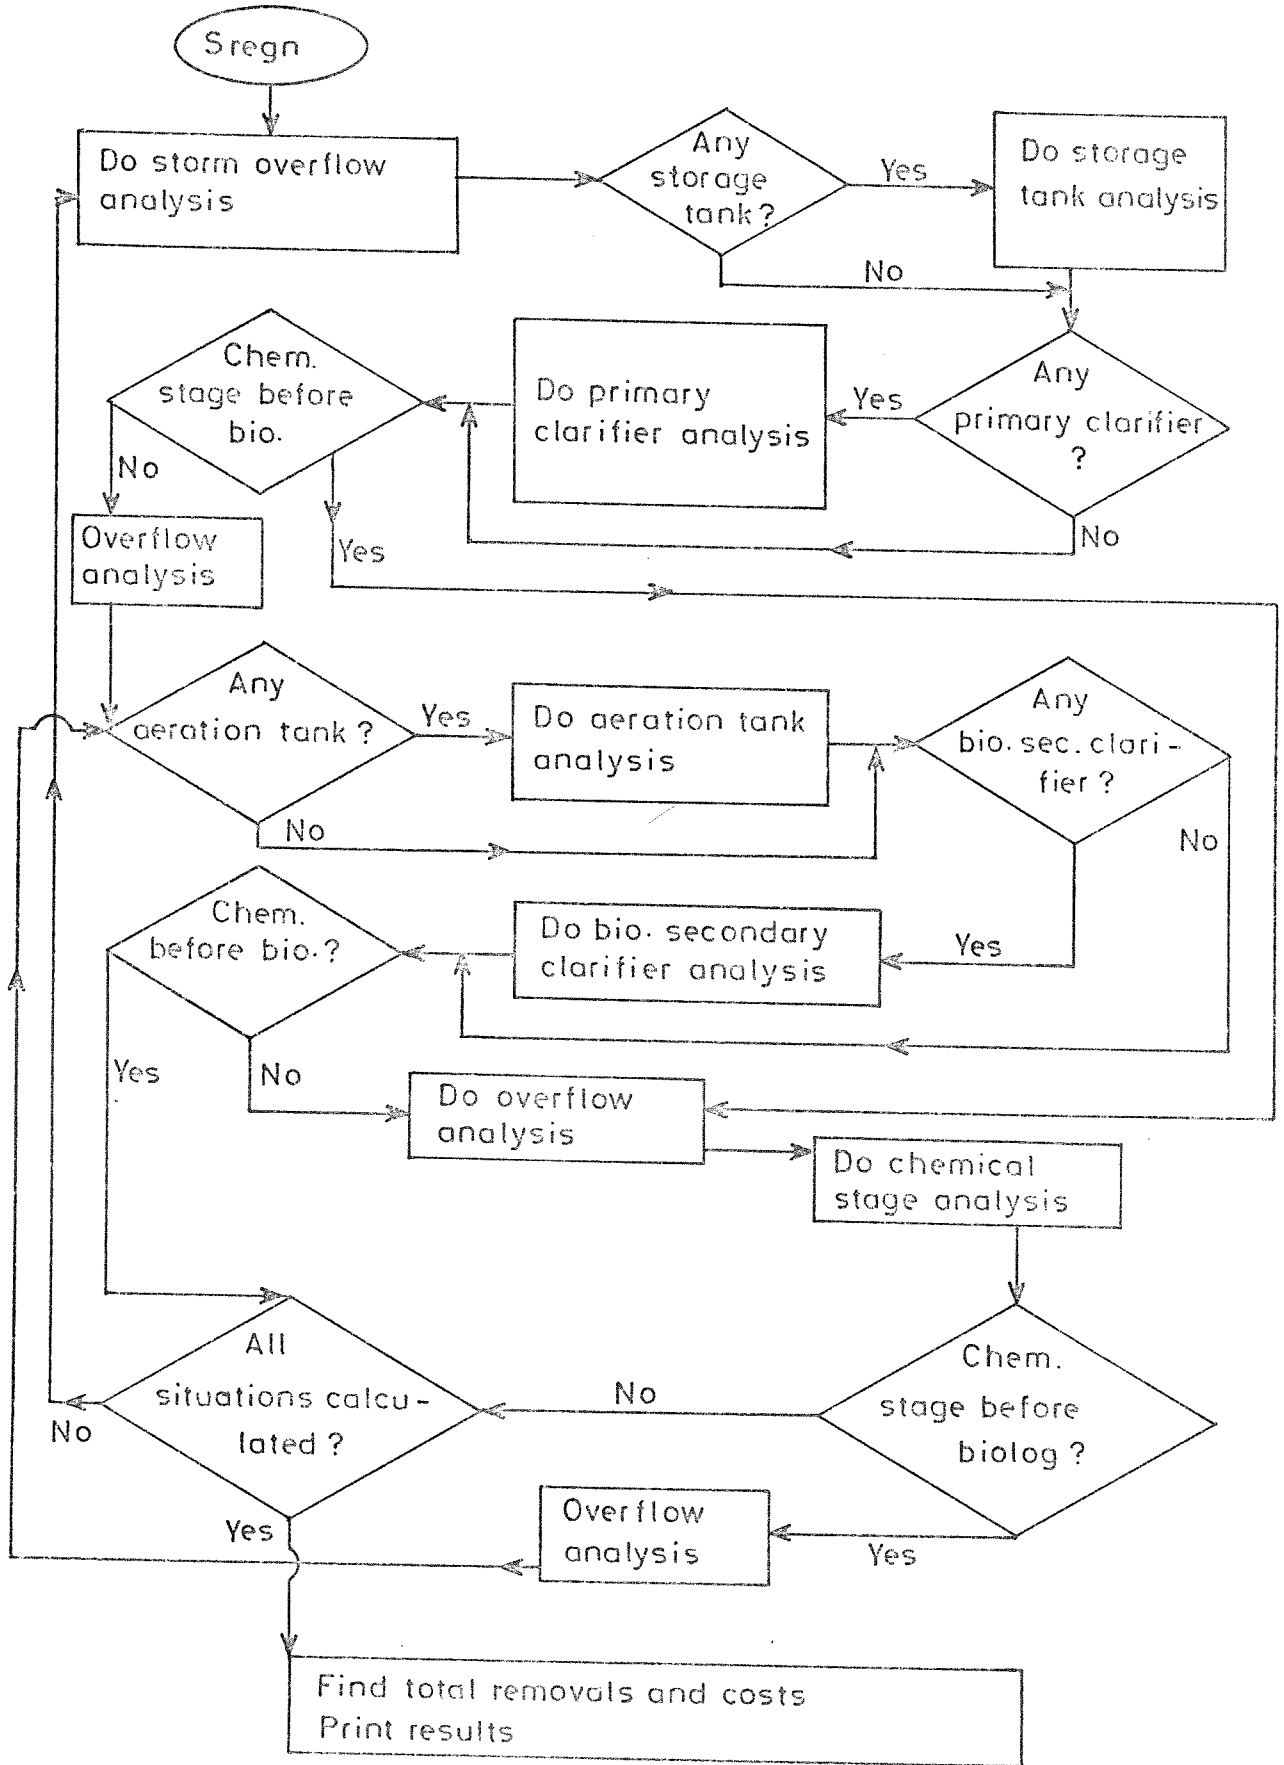 Sregn
Do storm overflow
analysis
Any
storage
tank?
Yes
Do storage
tank analysis
No
Chem.
stage before
bio.
Do primary
clarifier analysis
Yes
Any
primary clarifier
?
No
No
Yes
Overflow
analysis
Any
aeration tank?
Yes
Do aeration tank
analysis
Any
bio. sec. clari-
fier?
No
No
Chem.
before bio.?
Do bio. secondary
clarifier analysis
Yes
Yes
No
Do overflow
analysis
Do chemical
stage analysis
All
situations calcu-
lated?
No
No
Chem.
stage before
biolog?
Yes
Overflow
analysis
Yes
Find total removals and costs
Print results